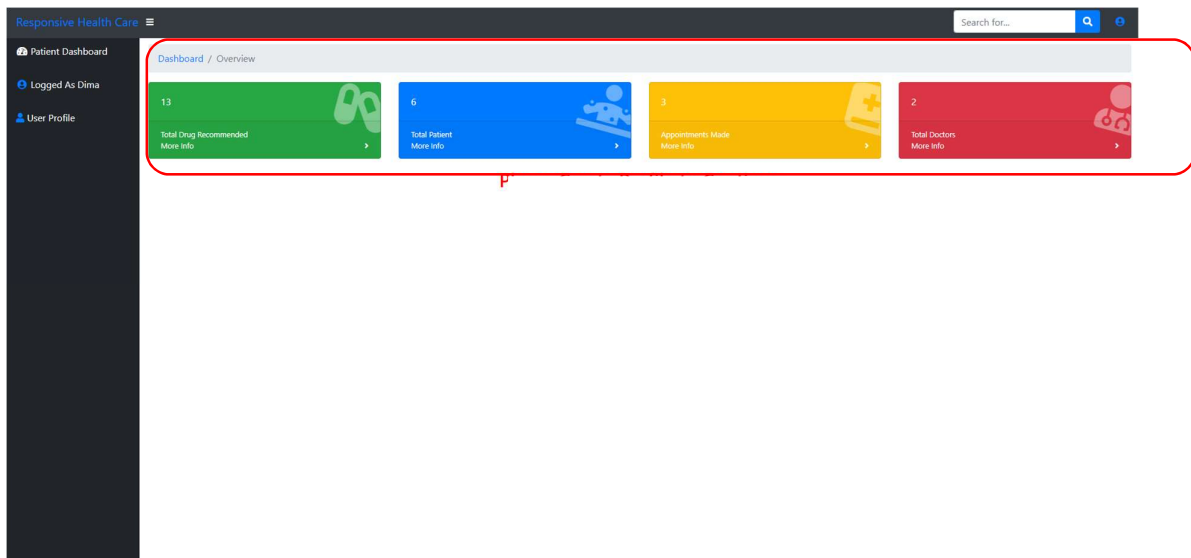 Responsive Health Care
Search for...
Patient Dashboard
Logged As Dima
User Profile
Dashboard / Overview
13
Total Drug Recommended
More Info
6
Total Patient
More Info
3
Appointments Made
More Info
2
Total Doctors
More Info